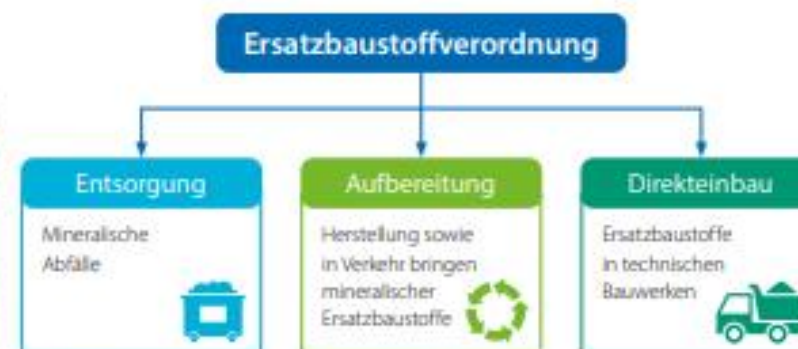 Ersatzbaustoffverordnung
Entsorgung
Mineralische
Abfälle
Aufbereitung
Herstellung sowie
in Verkehr bringen
mineralischer
Ersatzbaustoffe
Direkteinbau
Ersatzbaustoffe
in technischen
Bauwerken